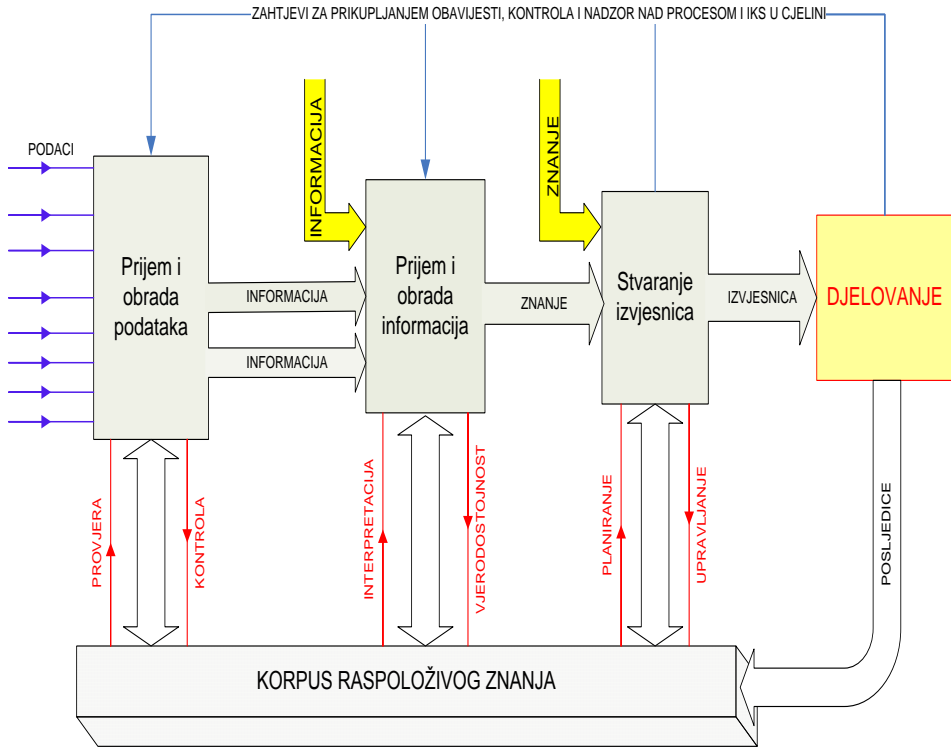 ZAHTJEVI ZA PRIKUPLJANJEM OBAVIJESTI, KONTROLA I NADZOR NAD PROCESOM I IKS U CJELINI
PODACI
INFORMACIJA
ZNANJE
Prijem i
obrada
podataka
INFORMACIJA
INFORMACIJA
Prijem i
obrada
informacija
ZNANJE
Stvaranje
izvjesnica
IZVJESNICA
DJELOVANJE
PROVJERA
KONTROLA
INTERPRETACIJA
VJERODOSTOJNOST
PLANIRANJE
UPRAVLJANJE
POSLJEDICE
KORPUS RASPOLOŽIVOG ZNANJA